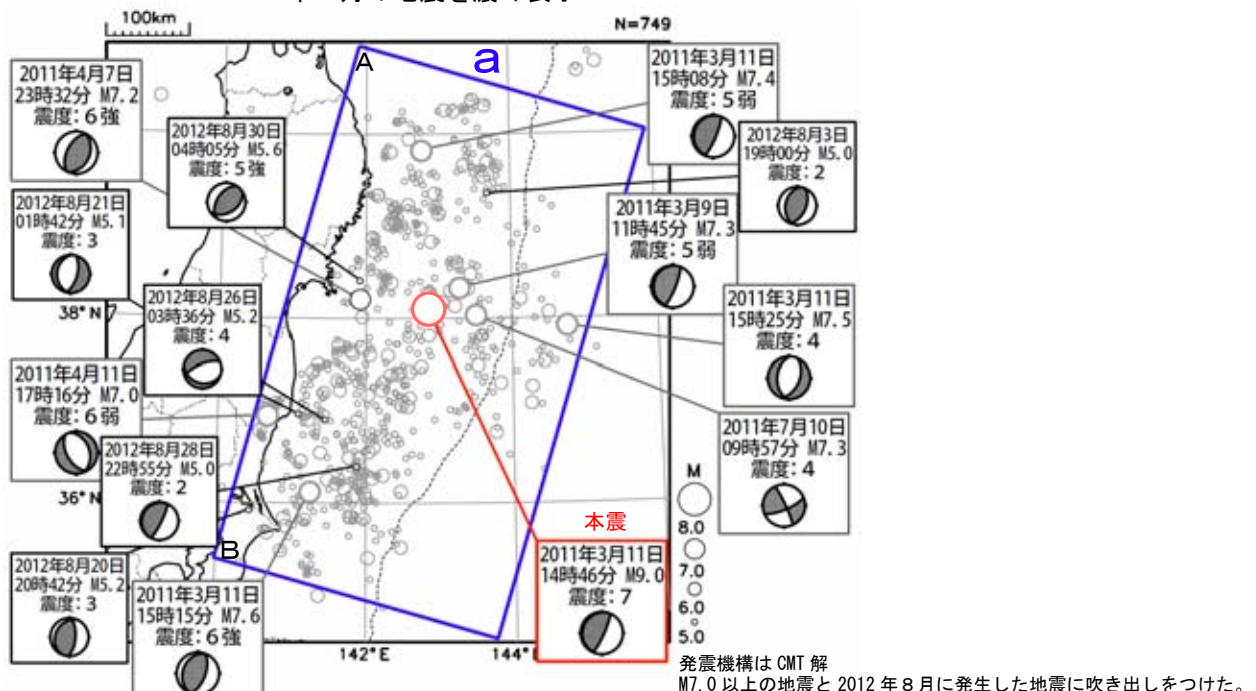 100km
N=749
A
a
2011年4月7日
23時32分 M7.2
震度：6強
2012年8月30日
04時05分 M5.6
震度：5強
2012年8月21日
01時42分 M5.1
震度：3
38°N
2012年8月26日
03時36分 M5.2
震度：4
2011年4月11日
17時16分 M7.0
震度：6弱
2012年8月28日
22時55分 M5.0
震度：2
36°N
B
2012年8月20日
20時42分 M5.2
震度：3
2011年3月11日
15時15分 M7.6
震度：6強
2011年3月11日
15時08分 M7.4
震度：5弱
2012年8月3日
19時00分 M5.0
震度：2
2011年3月9日
11時45分 M7.3
震度：5弱
2011年3月11日
15時25分 M7.5
震度：4
2011年7月10日
09時57分 M7.3
震度：4
本震
2011年3月11日
14時46分 M9.0
震度：7
M
8.0
7.0
6.0
5.0
142°E
144°
発震機構は CMT 解
M7.0 以上の地震と 2012 年８月に発生した地震に吹き出しをつけた。